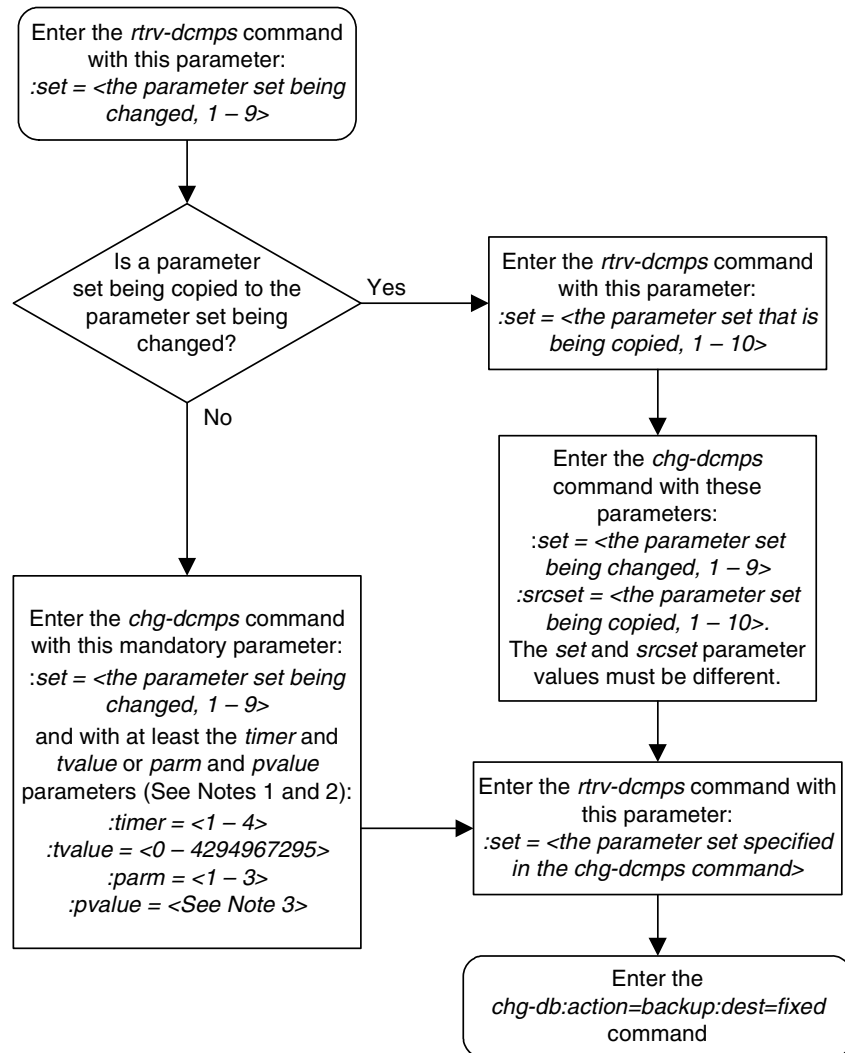 Enter the rtrv-dcmps command
with this parameter:
:set = <the parameter set being
changed, 1 – 9>
Is a parameter
set being copied to the
parameter set being
changed?
Yes
No
Enter the rtrv-dcmps command
with this parameter:
:set = <the parameter set that is
being copied, 1 – 10>
Enter the chg-dcmps
command with these
parameters:
:set = <the parameter set
being changed, 1 – 9>
:srcset = <the parameter set
being copied, 1 – 10>.
The set and srcset parameter
values must be different.
Enter the chg-dcmps command
with this mandatory parameter:
:set = <the parameter set being
changed, 1 – 9>
and with at least the timer and
tvalue or parm and pvalue
parameters (See Notes 1 and 2):
:timer = <1 – 4>
:tvalue = <0 – 4294967295>
:parm = <1 – 3>
:pvalue = <See Note 3>
Enter the rtrv-dcmps command with
this parameter:
:set = <the parameter set specified
in the chg-dcmps command>
Enter the
chg-db:action=backup:dest=fixed
command